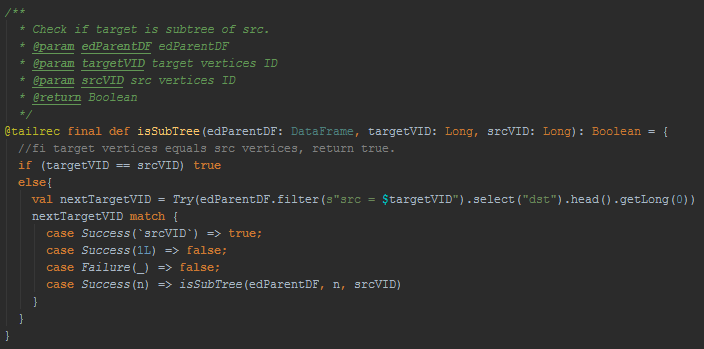 /**
 * Check if target is subtree of src.
 * @param edParentDF edParentDF
 * @param targetVID target vertices ID
 * @param srcVID src vertices ID
 * @return Boolean
 */
@tailrec final def isSubTree(edParentDF: DataFrame, targetVID: Long, srcVID: Long): Boolean = {
  //fi target vertices equals src vertices, return true.
  if (targetVID == srcVID) true
  else{
    val nextTargetVID = Try(edParentDF.filter(s"src = $targetVID").select("dst").head().getLong(0))
    nextTargetVID match {
      case Success(`srcVID`) => true;
      case Success(1L) => false;
      case Failure(_) => false;
      case Success(n) => isSubTree(edParentDF, n, srcVID)
    }
  }
}